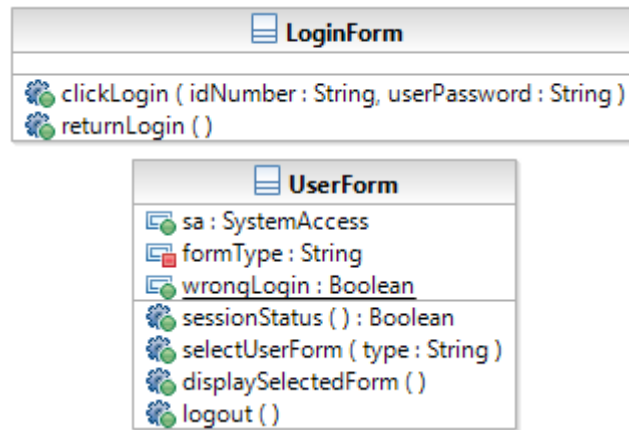 LoginForm
clickLogin ( idNumber : String, userPassword : String )
returnLogin ( )
UserForm
sa : SystemAccess
formType : String
wrongLogin : Boolean
sessionStatus ( ) : Boolean
selectUserForm ( type : String )
displaySelectedForm ( )
logout ( )